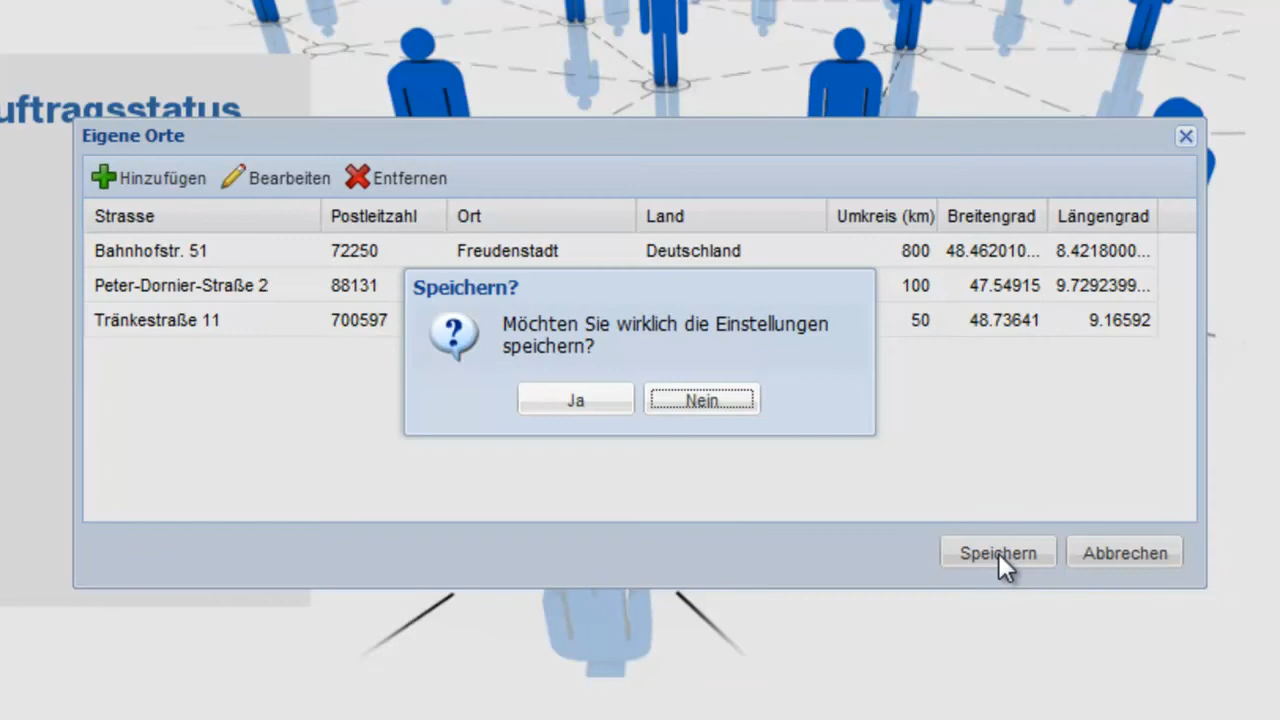 uftragsstatus
Eigene Orte
Hinzufügen Bearbeiten Entfernen
Strasse Postleitzahl Ort Land Umkreis (km) Breitengrad Längengrad
Bahnhofstr. 51 72250 Freudenstadt Deutschland 800 48.462010... 8.4218000...
Peter-Dornier-Straße 2 88131 100 47.54915 9.7292399...
Tränkestraße 11 700597 50 48.73641 9.16592
Speichern?
Möchten Sie wirklich die Einstellungen
speichern?
Ja Nein
Speichern Abbrechen